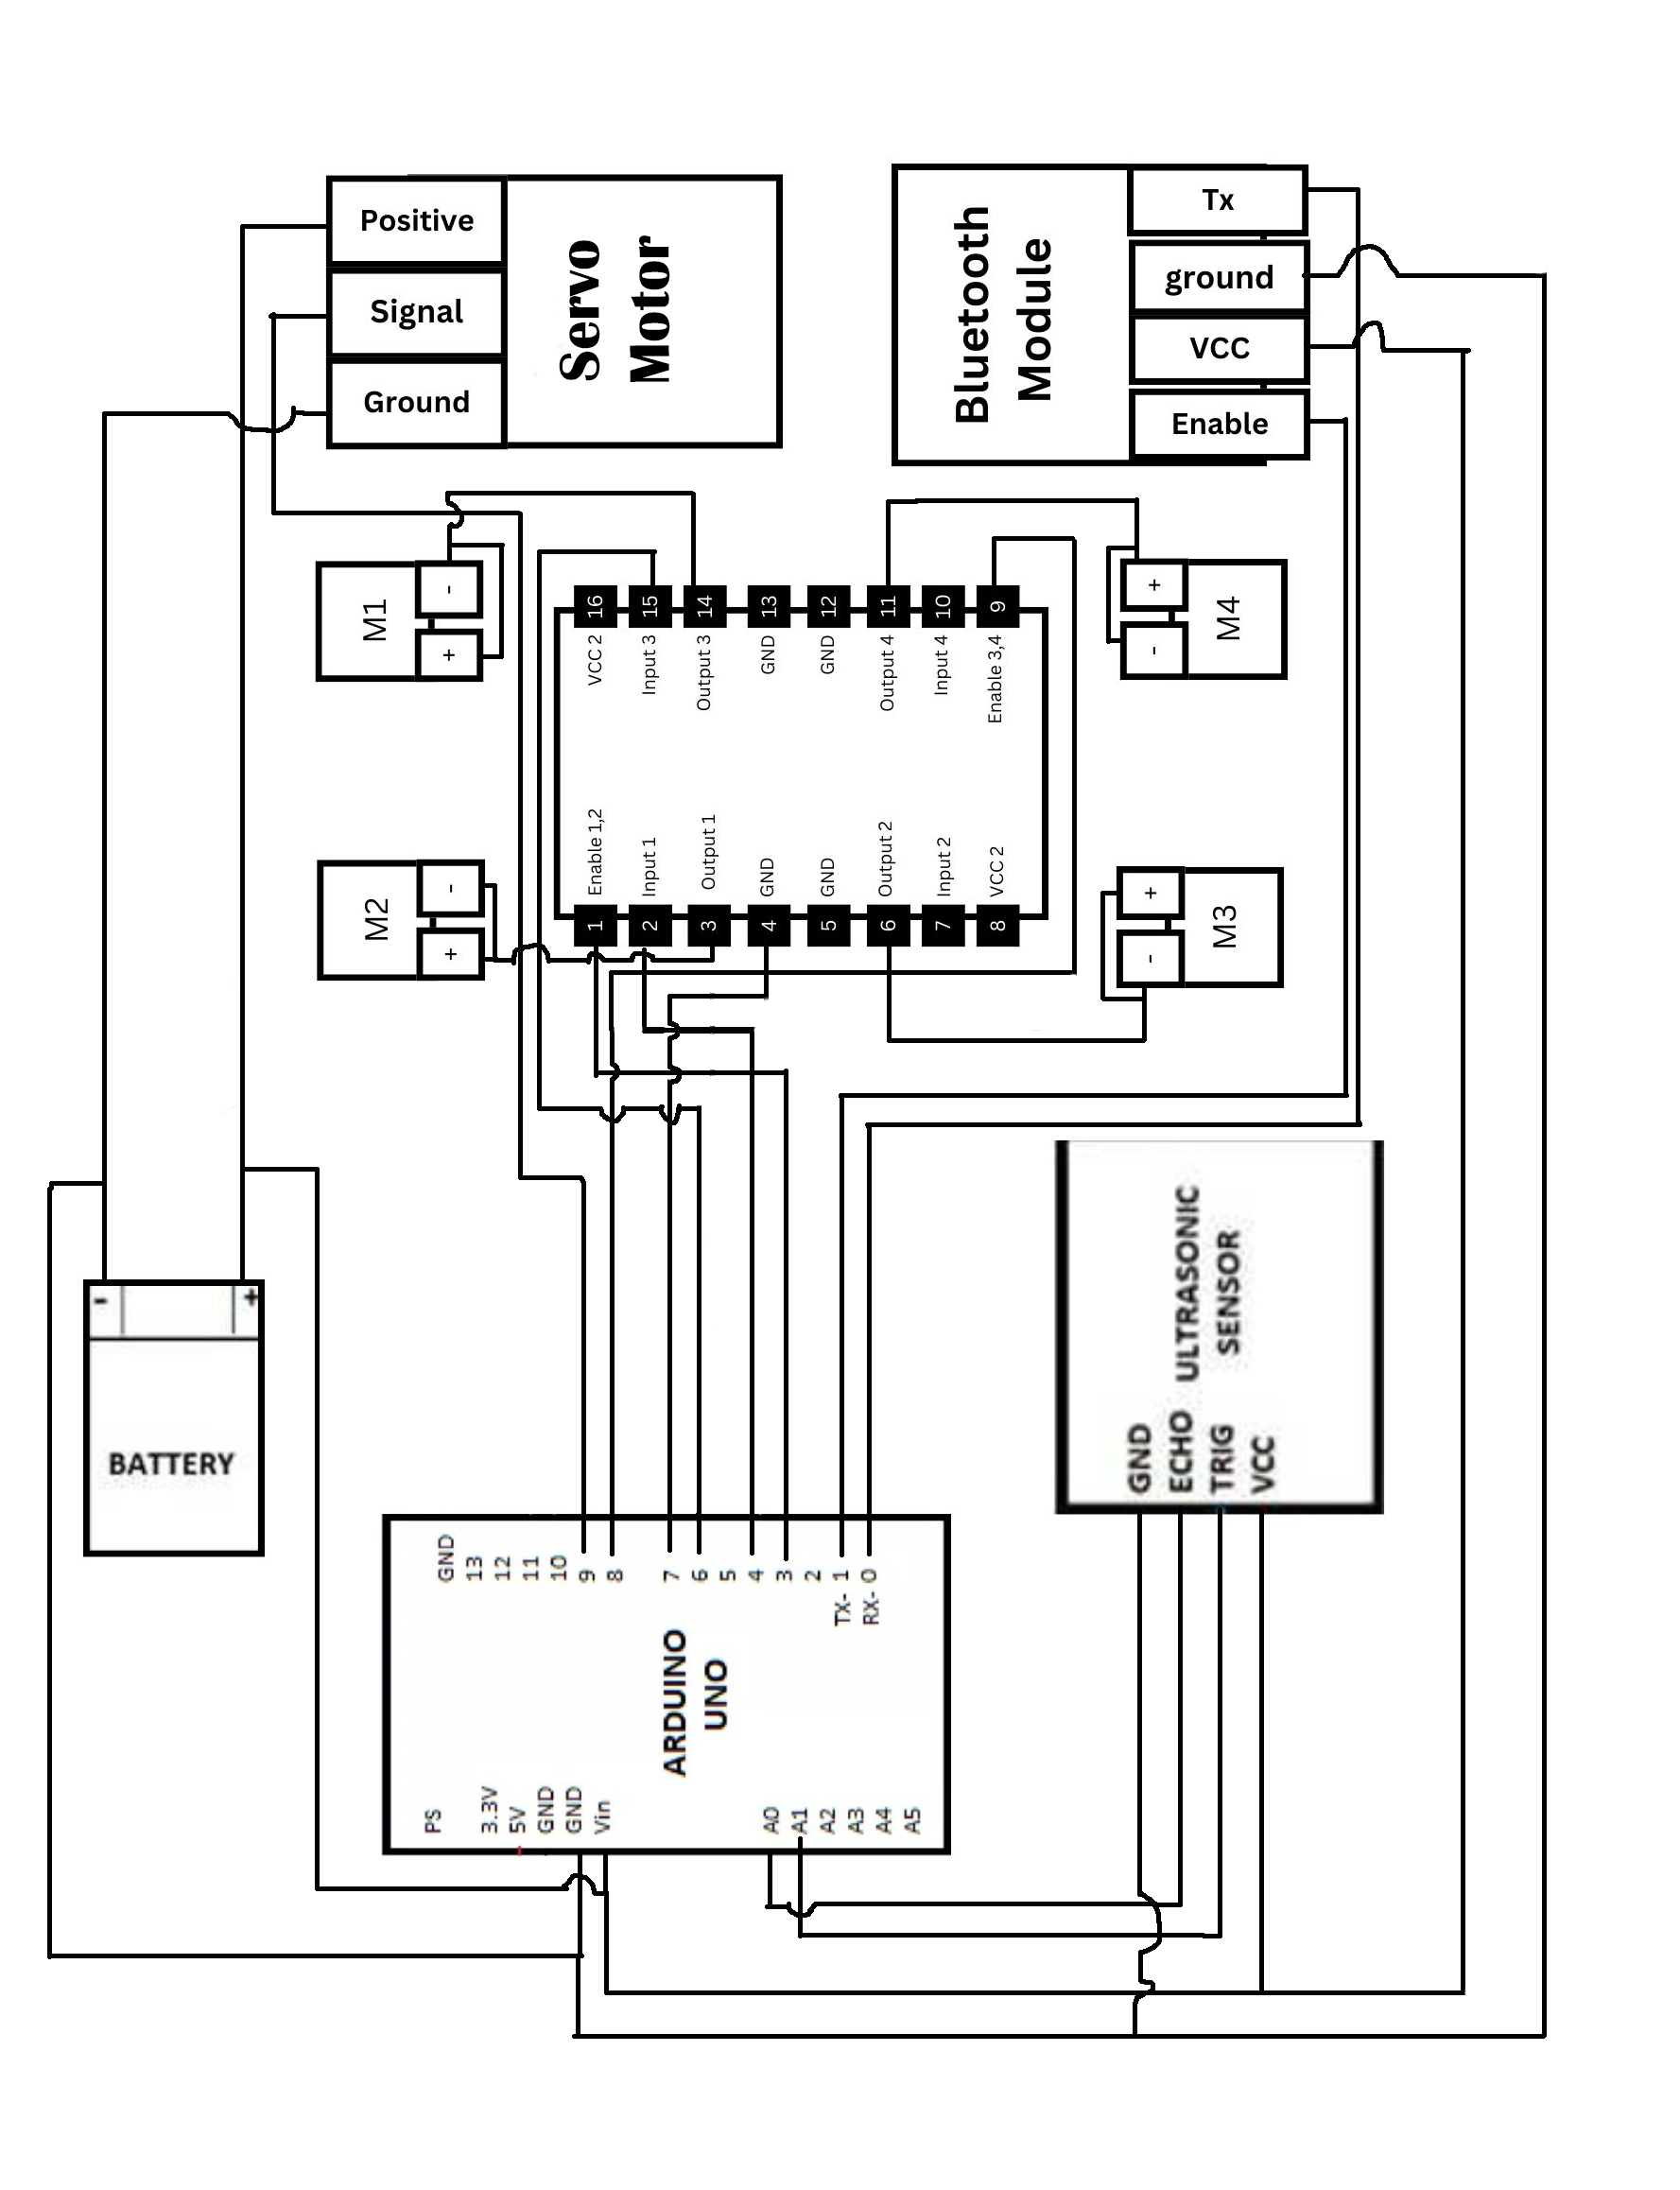 Positive
Signal
Ground
Servo
Motor
Bluetooth
Module
Tx
ground
VCC
Enable
M1
-
+
16
15
14
13
12
11
10
9
VCC 2
Input 3
Output 3
GND
GND
Output 4
Input 4
Enable 3,4
+
-
M4
M2
-
+
Enable 1,2
Input 1
Output 1
GND
GND
Output 2
Input 2
VCC 2
1
2
3
4
5
6
7
8
+
-
M3
-
+
BATTERY
ULTRASONIC
SENSOR
GND
ECHO
TRIG
VCC
GND
13
12
11
10
9
8
7
6
5
4
3
2
TX- 1
RX- 0
ARDUINO
UNO
PS
3.3V
5V
GND
GND
Vin
A0
A1
A2
A3
A4
A5